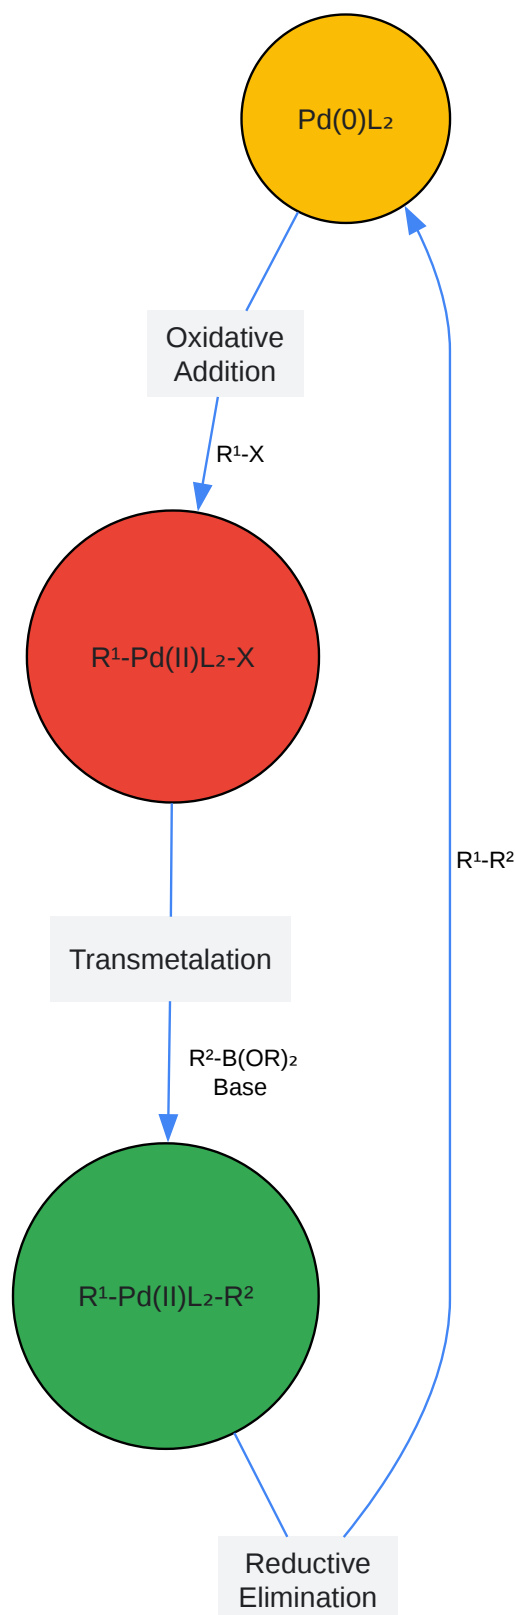 Pd(0)L₂
Oxidative
Addition
R¹-X
R¹-Pd(II)L₂-X
R¹-R²
Transmetalation
R²-B(OR)₂
Base
R¹-Pd(II)L₂-R²
Reductive
Elimination